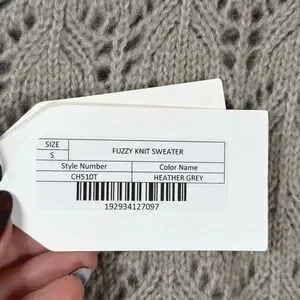 SIZE FUZZY KNIT SWEATER
S
Style Number Color Name
CH510T HEATHER GREY
192934127097